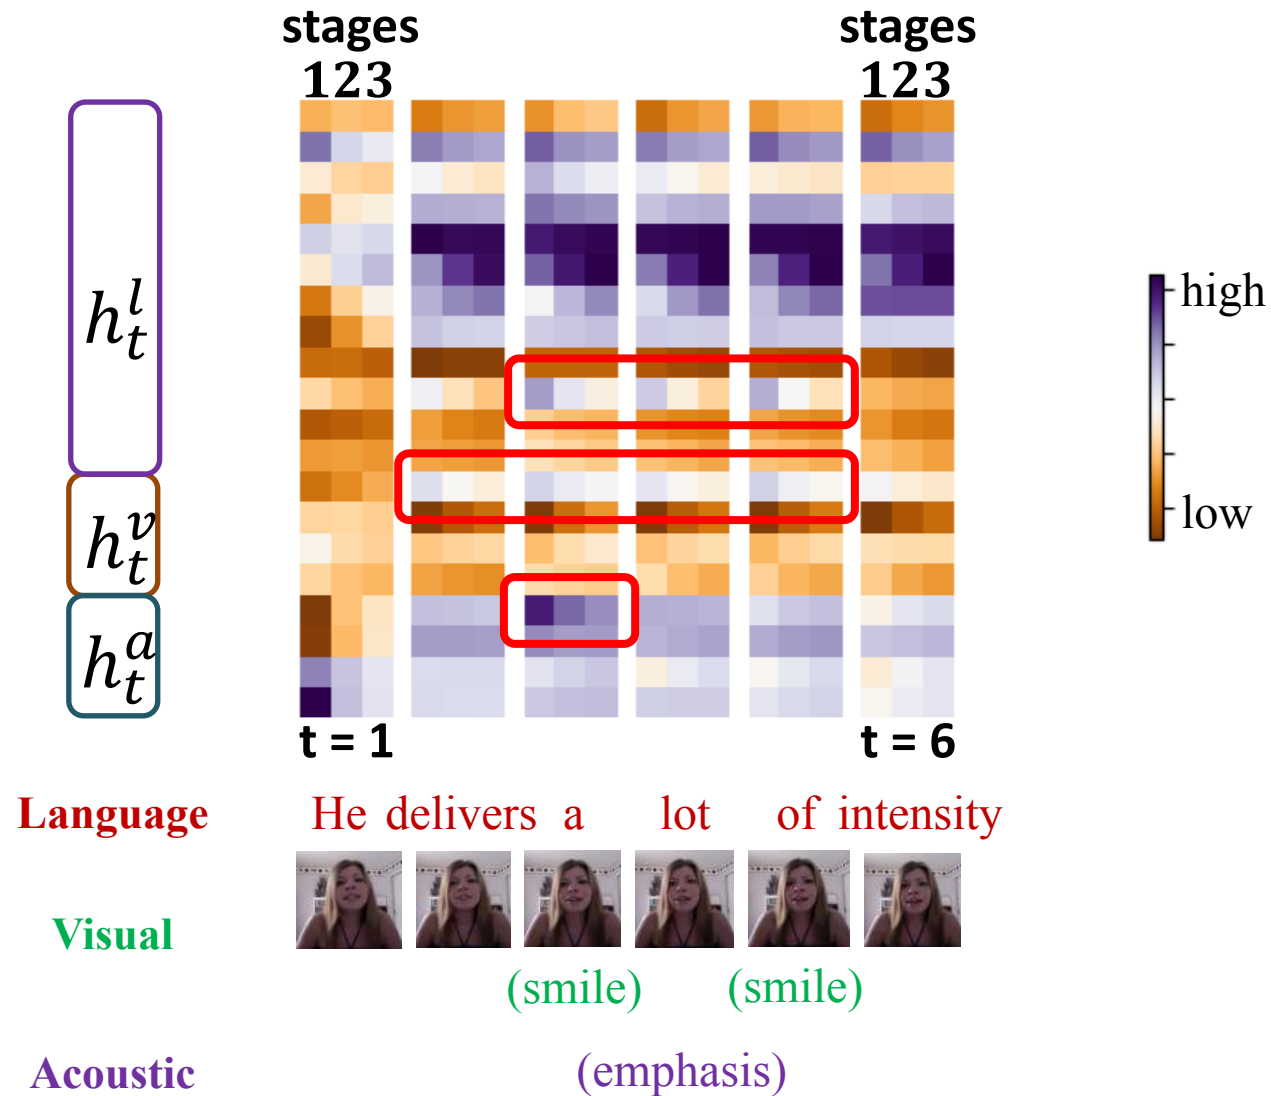 stages stages
123 123
h_t^l
high
low
h_t^v
h_t^a
t = 1 t = 6
Language He delivers a lot of intensity
Visual
(smile) (smile)
Acoustic (emphasis)